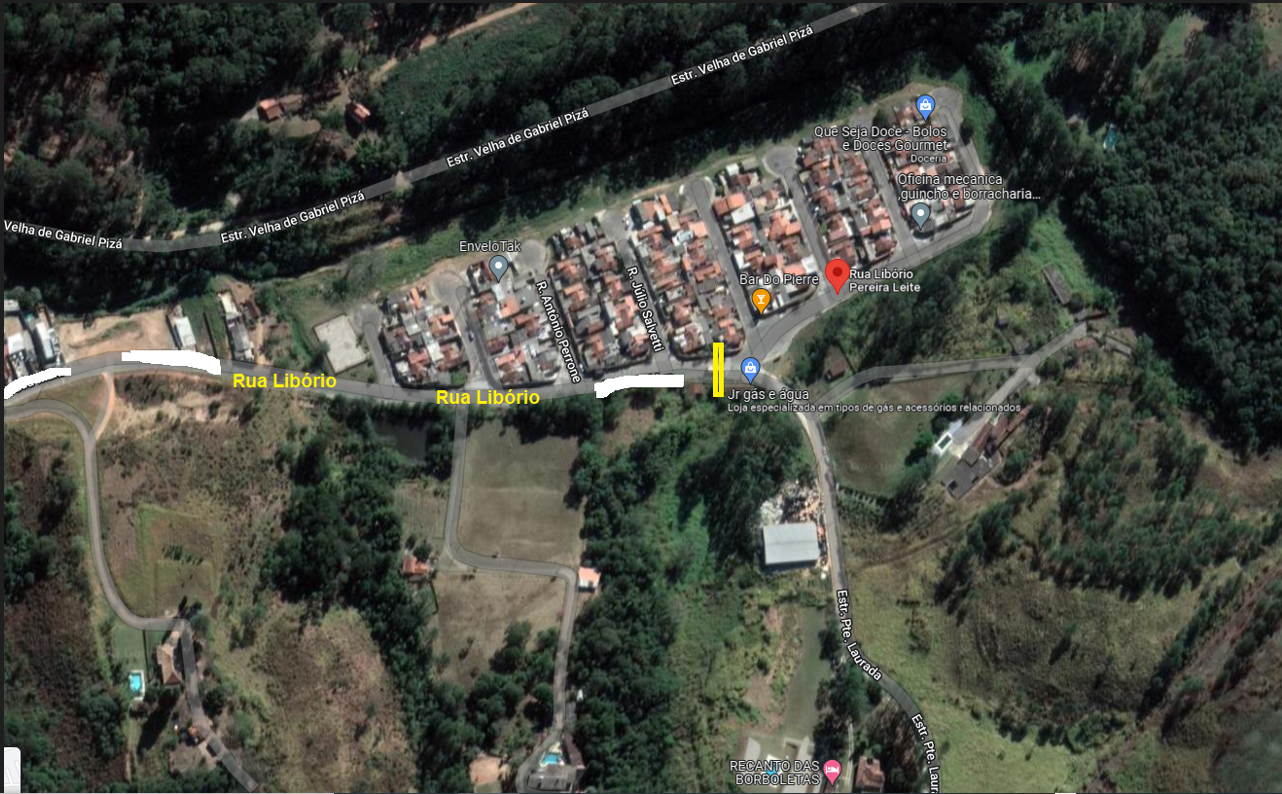 Estr. Velha de Gabriel Pizá
Estr. Velha de Gabriel Pizá
Estr. Velha de Gabriel Pizá
Velha de Gabriel Pizá
Que Seja Doce - Bolos
e Doces Gourmet
Doceria
Oficina mecanica
,guincho e borracharia...
EnveloTak
Bar Do Pierre
Rua Libório
Pereira Leite
R. Antônio Perrone
R. Júlio Salvetti
Rua Libório
Rua Libório
Jr gás e água
Loja especializada em tipos de gás e acessórios relacionados
Estr. Pte. Laurada
Estr. Pte. Laura
RECANTO DAS
BORBOLETAS